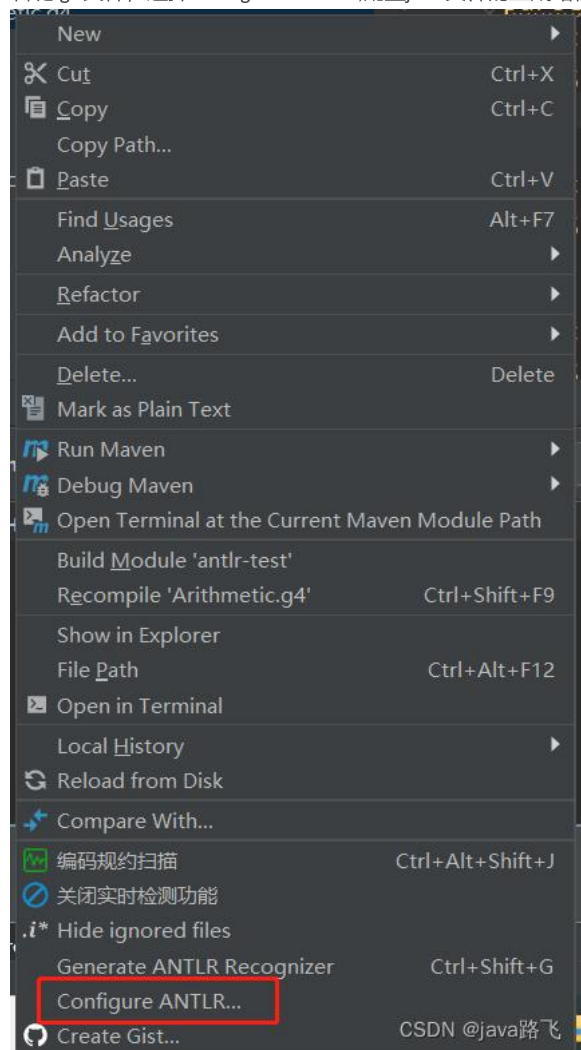 New
Cut Ctrl+X
Copy Ctrl+C
Copy Path...
Paste Ctrl+V
Find Usages Alt+F7
Analyze
Refactor
Add to Favorites
Delete... Delete
Mark as Plain Text
Run Maven
Debug Maven
Open Terminal at the Current Maven Module Path
Build Module 'antlr-test'
Recompile 'Arithmetic.g4' Ctrl+Shift+F9
Show in Explorer
File Path Ctrl+Alt+F12
Open in Terminal
Local History
Reload from Disk
Compare With...
编码规约扫描 Ctrl+Alt+Shift+J
关闭实时检测功能
.i* Hide ignored files
Generate ANTLR Recognizer Ctrl+Shift+G
Configure ANTLR...
Create Gist...
CSDN @java路飞